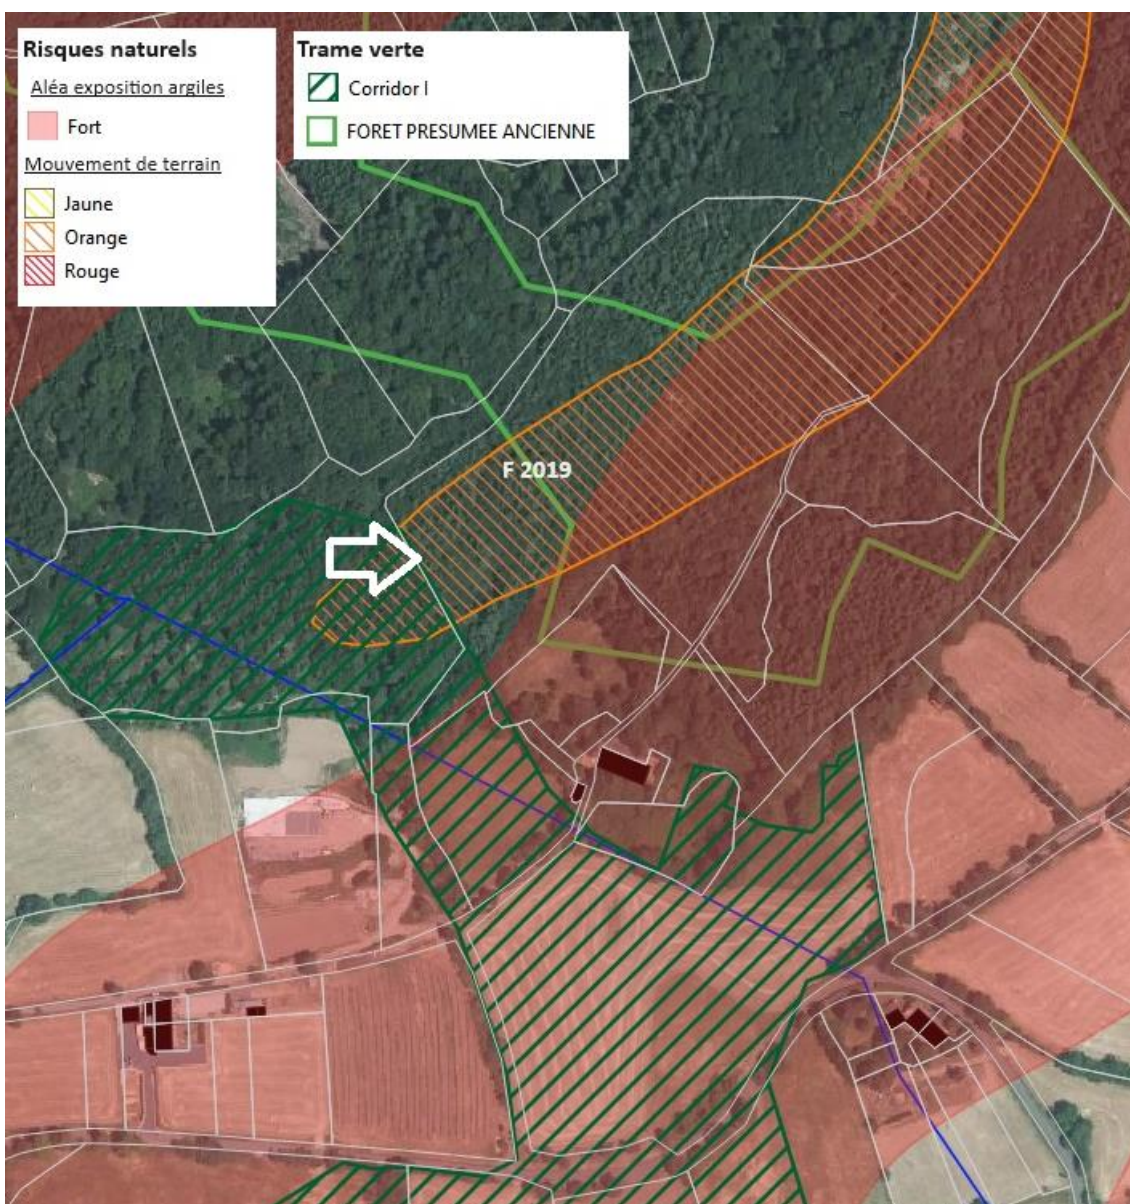 Risques naturels
Aléa exposition argiles
Fort
Mouvement de terrain
Jaune
Orange
Rouge
Trame verte
Corridor I
FORET PRESUMEE ANCIENNE
F 2019